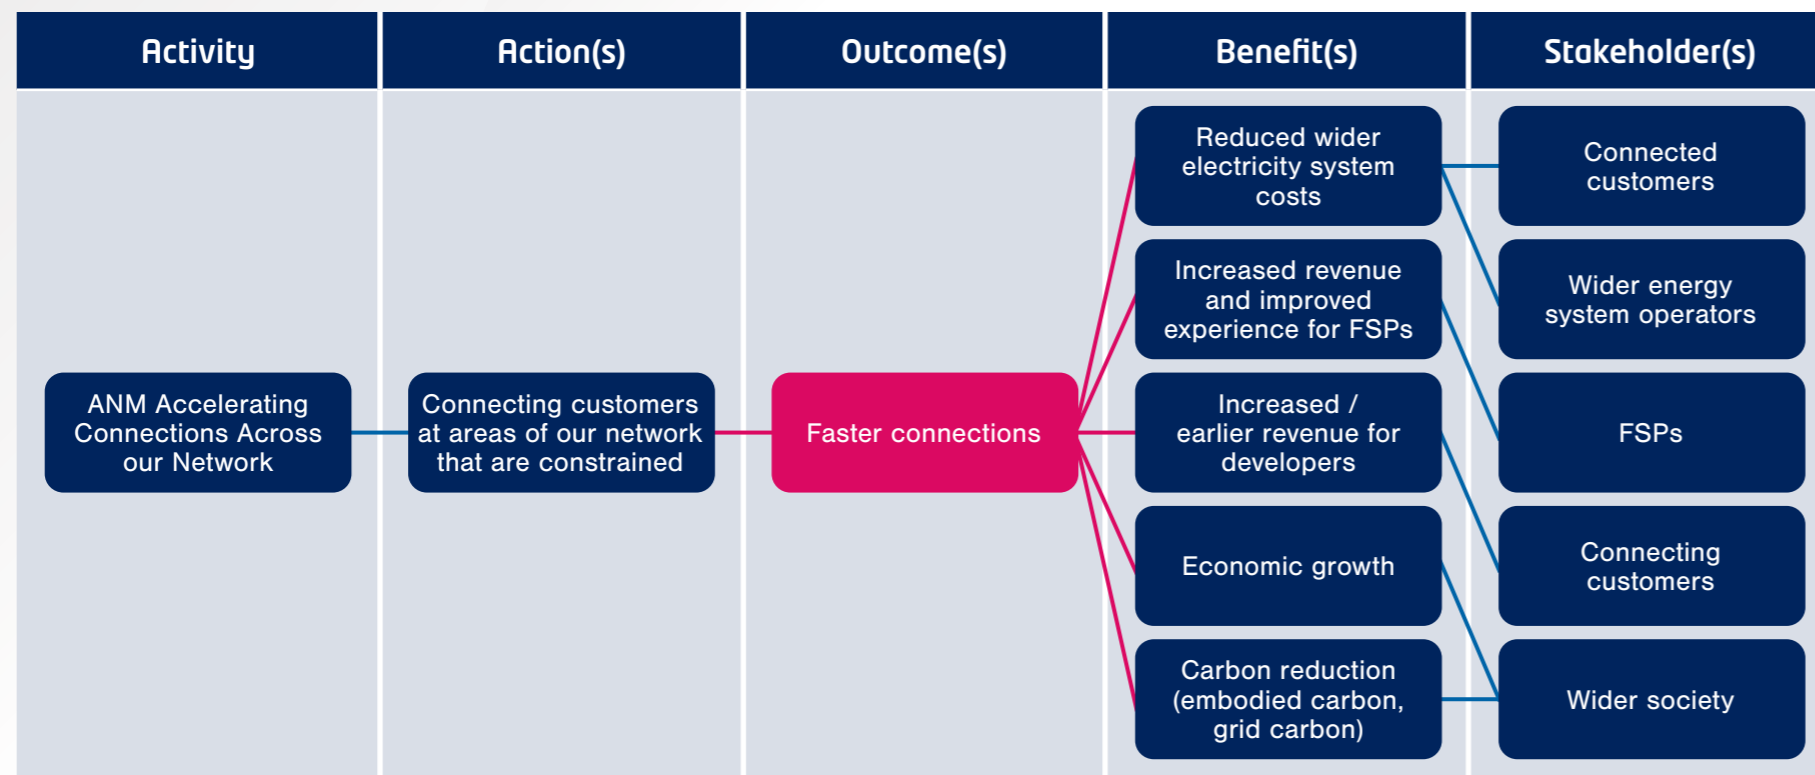 Activity
Action(s)
Outcome(s)
Benefit(s)
Stakeholder(s)
ANM Accelerating
Connections Across
our Network
Connecting customers
at areas of our network
that are constrained
Faster connections
Reduced wider
electricity system
costs
Increased revenue
and improved
experience for FSPs
Increased /
earlier revenue for
developers
Economic growth
Carbon reduction
(embodied carbon,
grid carbon)
Connected
customers
Wider energy
system operators
FSPs
Connecting
customers
Wider society